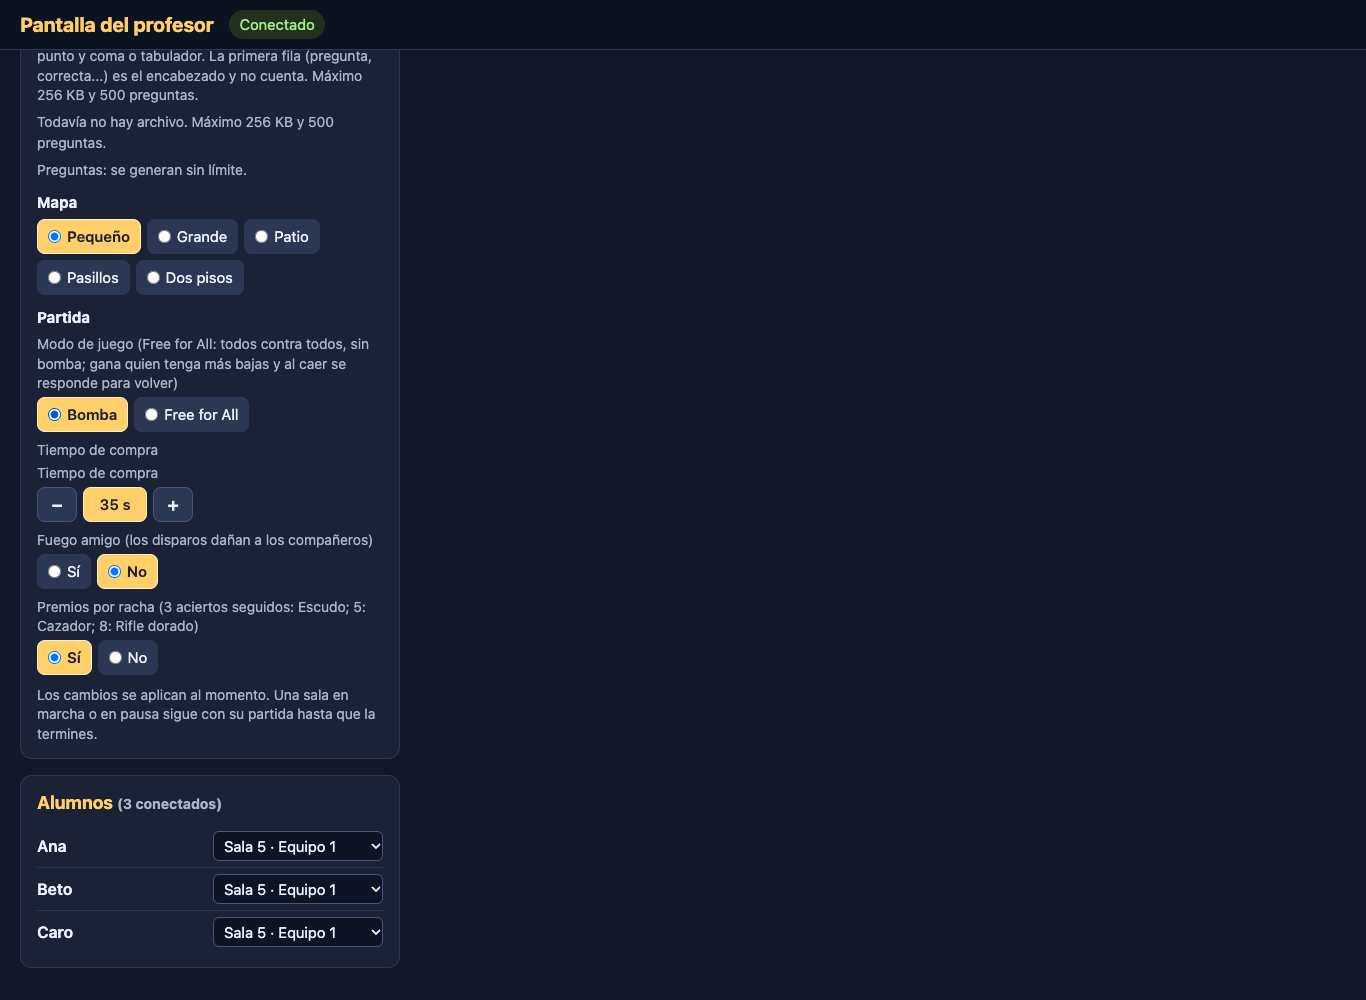 Pantalla del profesor Conectado
punto y coma o tabulador. La primera fila (pregunta,
correcta...) es el encabezado y no cuenta. Máximo
256 KB y 500 preguntas.
Todavía no hay archivo. Máximo 256 KB y 500
preguntas.
Preguntas: se generan sin límite.
Mapa
Pequeño Grande Patio
Pasillos Dos pisos
Partida
Modo de juego (Free for All: todos contra todos, sin
bomba; gana quien tenga más bajas y al caer se
responde para volver)
Bomba Free for All
Tiempo de compra
Tiempo de compra
− 35 s +
Fuego amigo (los disparos dañan a los compañeros)
Sí No
Premios por racha (3 aciertos seguidos: Escudo; 5:
Cazador; 8: Rifle dorado)
Sí No
Los cambios se aplican al momento. Una sala en
marcha o en pausa sigue con su partida hasta que la
termines.
Alumnos (3 conectados)
Ana Sala 5 · Equipo 1
Beto Sala 5 · Equipo 1
Caro Sala 5 · Equipo 1